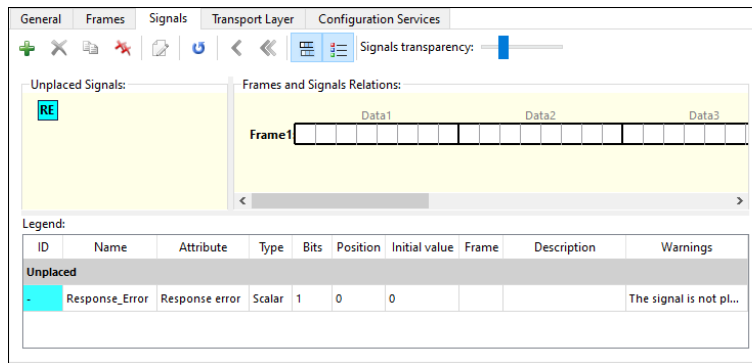 General Frames Signals Transport Layer Configuration Services
Signals transparency:
Unplaced Signals: Frames and Signals Relations:
RE
Data1 Data2 Data3
Frame1
Legend:
ID Name Attribute Type Bits Position Initial value Frame Description Warnings
Unplaced
- Response_Error Response error Scalar 1 0 0 The signal is not pl...